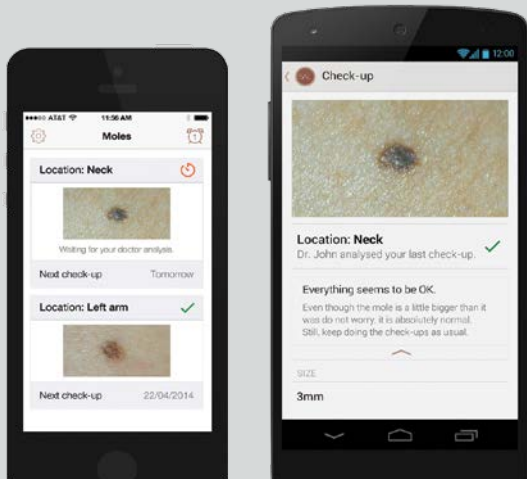 AT&T 11:56 AM
Moles
1
Location: Neck
Waiting for your doctor analysis.
Next check-up Tomorrow
Location: Left arm
Next check-up 22/04/2014
12:00
Check-up
Location: Neck
Dr. John analysed your last check-up.
Everything seems to be OK.
Even though the mole is a little bigger than it
was do not worry, it is absolutely normal.
Still, keep doing the check-ups as usual.
SIZE
3mm